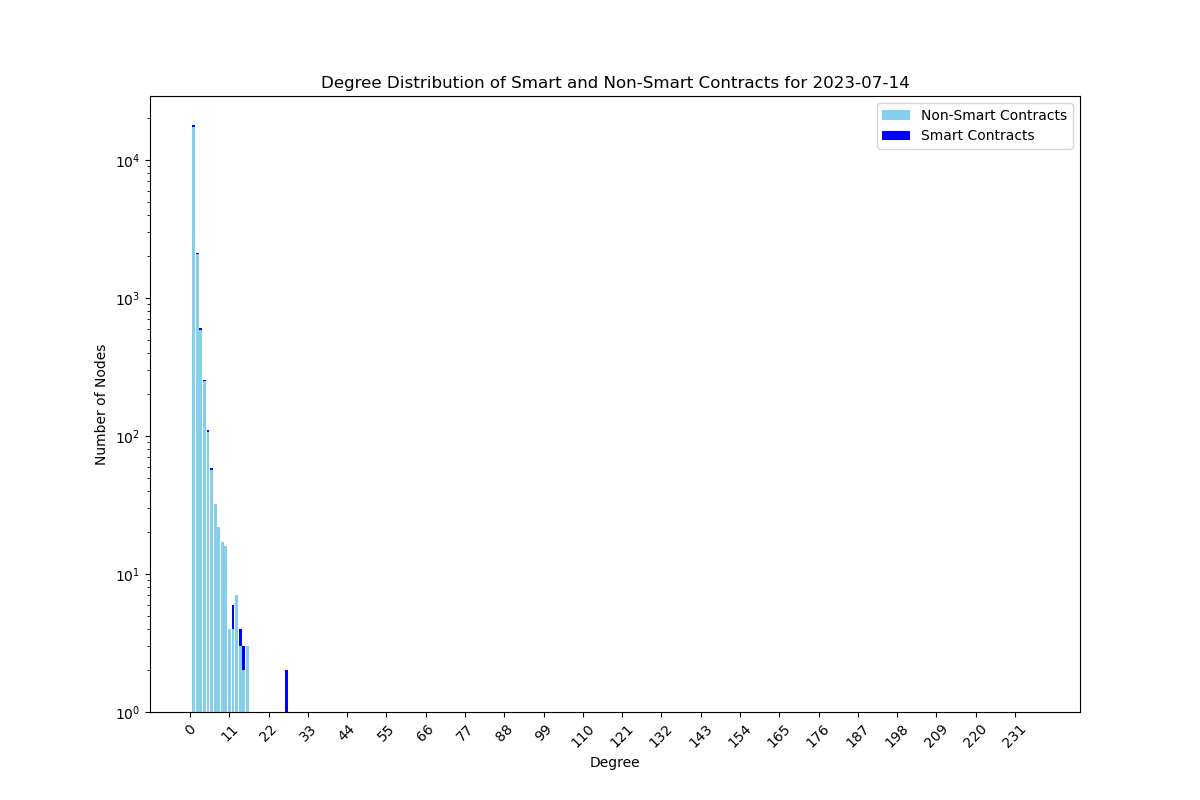 Degree Distribution of Smart and Non-Smart Contracts for 2023-07-14
Non-Smart Contracts
Smart Contracts
10^4
10^3
10^2
10^1
10^0
Number of Nodes
0 11 22 33 44 55 66 77 88 99 110 121 132 143 154 165 176 187 198 209 220 231
Degree